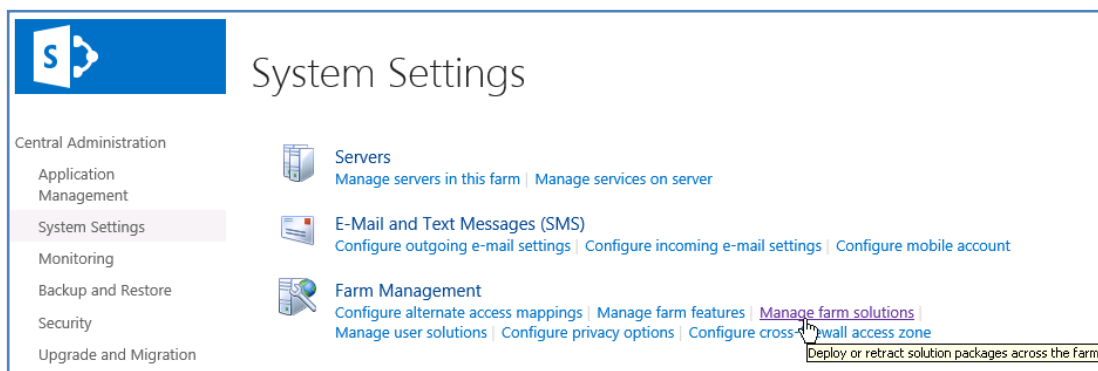 S
System Settings
Central Administration
Application
Management
System Settings
Monitoring
Backup and Restore
Security
Upgrade and Migration
Servers
Manage servers in this farm | Manage services on server
E-Mail and Text Messages (SMS)
Configure outgoing e-mail settings | Configure incoming e-mail settings | Configure mobile account
Farm Management
Configure alternate access mappings | Manage farm features | Manage farm solutions |
Manage user solutions | Configure privacy options | Configure cross-firewall access zone
Deploy or retract solution packages across the farm